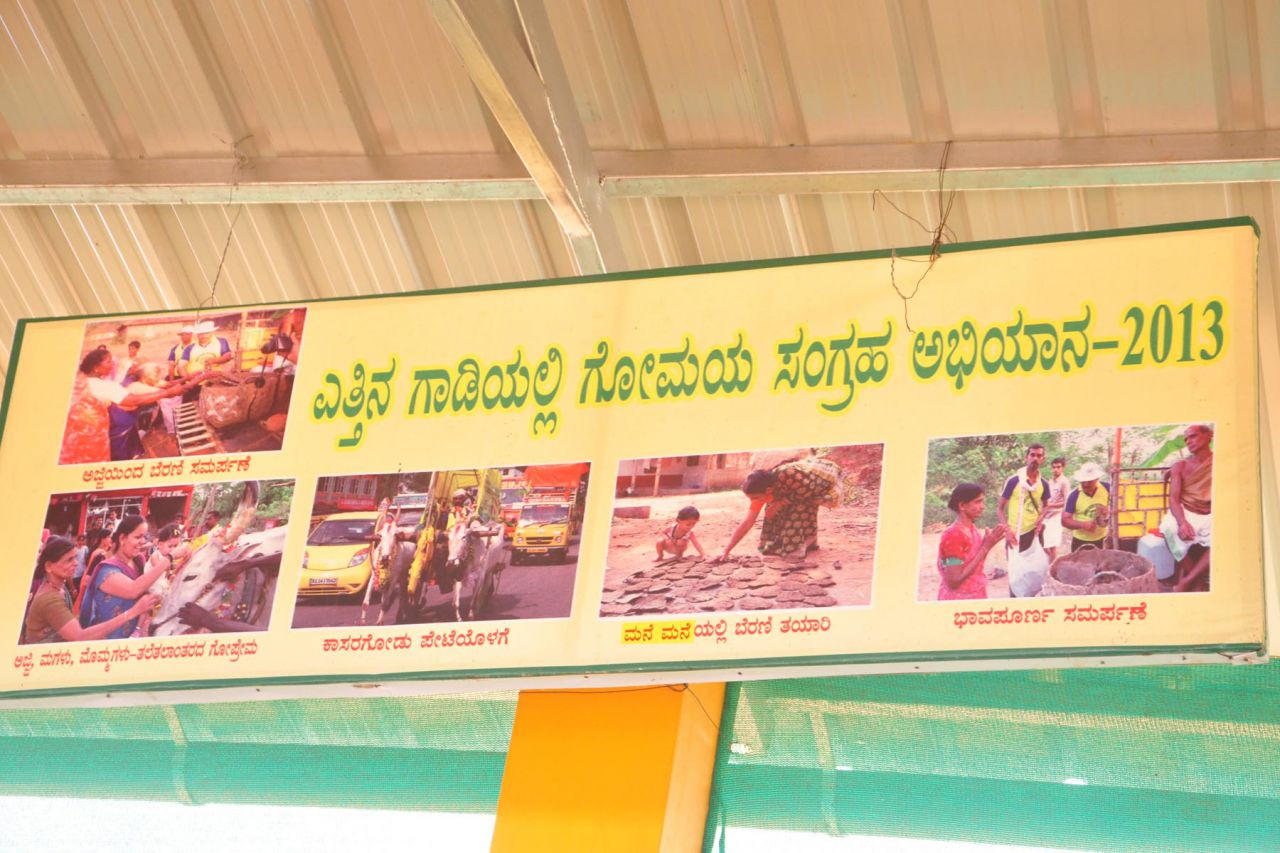 ಎತ್ತಿನ ಗಾಡಿಯಲ್ಲಿ ಗೋಮಯ ಸಂಗ್ರಹ ಅಭಿಯಾನ-2013
ಅಜ್ಜಿಯಿಂದ ಬೆರಣಿ ಸಮರ್ಪಣೆ
ಅಜ್ಜಿ, ಮಗಳು, ಮೊಮ್ಮಗಳು-ತಲೆತಲಾಂತರದ ಗೋಪ್ರೇಮ
ಕಾಸರಗೋಡು ಪೇಟೆಯೊಳಗೆ
ಮನೆ ಮನೆಯಲ್ಲಿ ಬೆರಣಿ ತಯಾರಿ
ಭಾವಪೂರ್ಣ ಸಮರ್ಪಣೆ